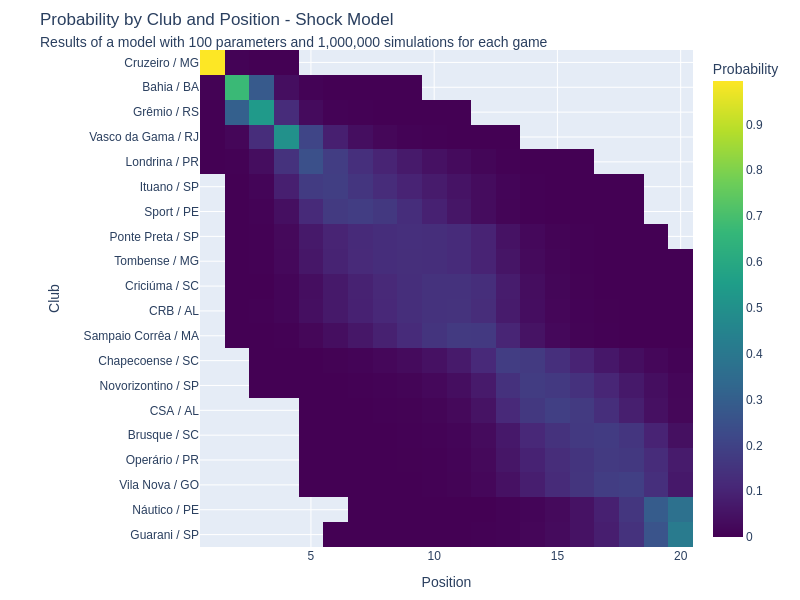 Probability by Club and Position - Shock Model
Results of a model with 100 parameters and 1,000,000 simulations for each game
Probability
Cruzeiro / MG
Bahia / BA
Grêmio / RS
Vasco da Gama / RJ
Londrina / PR
Ituano / SP
Sport / PE
Ponte Preta / SP
Tombense / MG
Criciúma / SC
CRB / AL
Sampaio Corrêa / MA
Chapecoense / SC
Novorizontino / SP
CSA / AL
Brusque / SC
Operário / PR
Vila Nova / GO
Náutico / PE
Guarani / SP
Club
5 10 15 20
Position
0.9
0.8
0.7
0.6
0.5
0.4
0.3
0.2
0.1
0